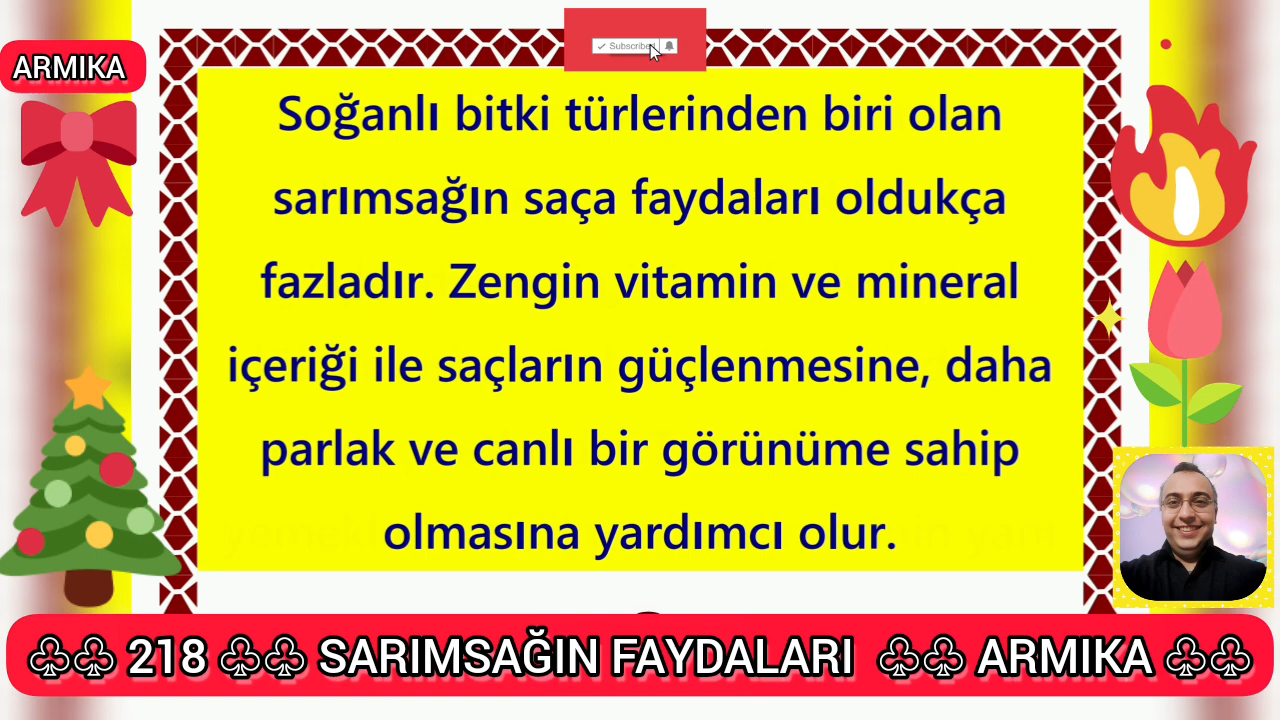 Subscribed
ARMIKA
Soğanlı bitki türlerinden biri olan
sarımsağın saça faydaları oldukça
fazladır. Zengin vitamin ve mineral
içeriği ile saçların güçlenmesine, daha
parlak ve canlı bir görünüme sahip
olmasına yardımcı olur.
♧♧ 218 ♧♧ SARIMSAĞIN FAYDALARI ♧♧ ARMIKA ♧♧